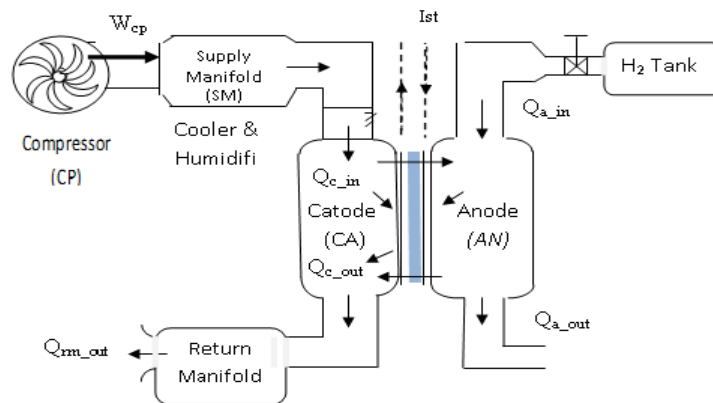 W_cp
Ist
Supply
Manifold
(SM)
H₂ Tank
Cooler &
Humidifi
Compressor
(CP)
Q_a_in
Q_c_in
Catode
(CA)
Anode
(AN)
Q_c_out
Q_a_out
Q_rm_out
Return
Manifold